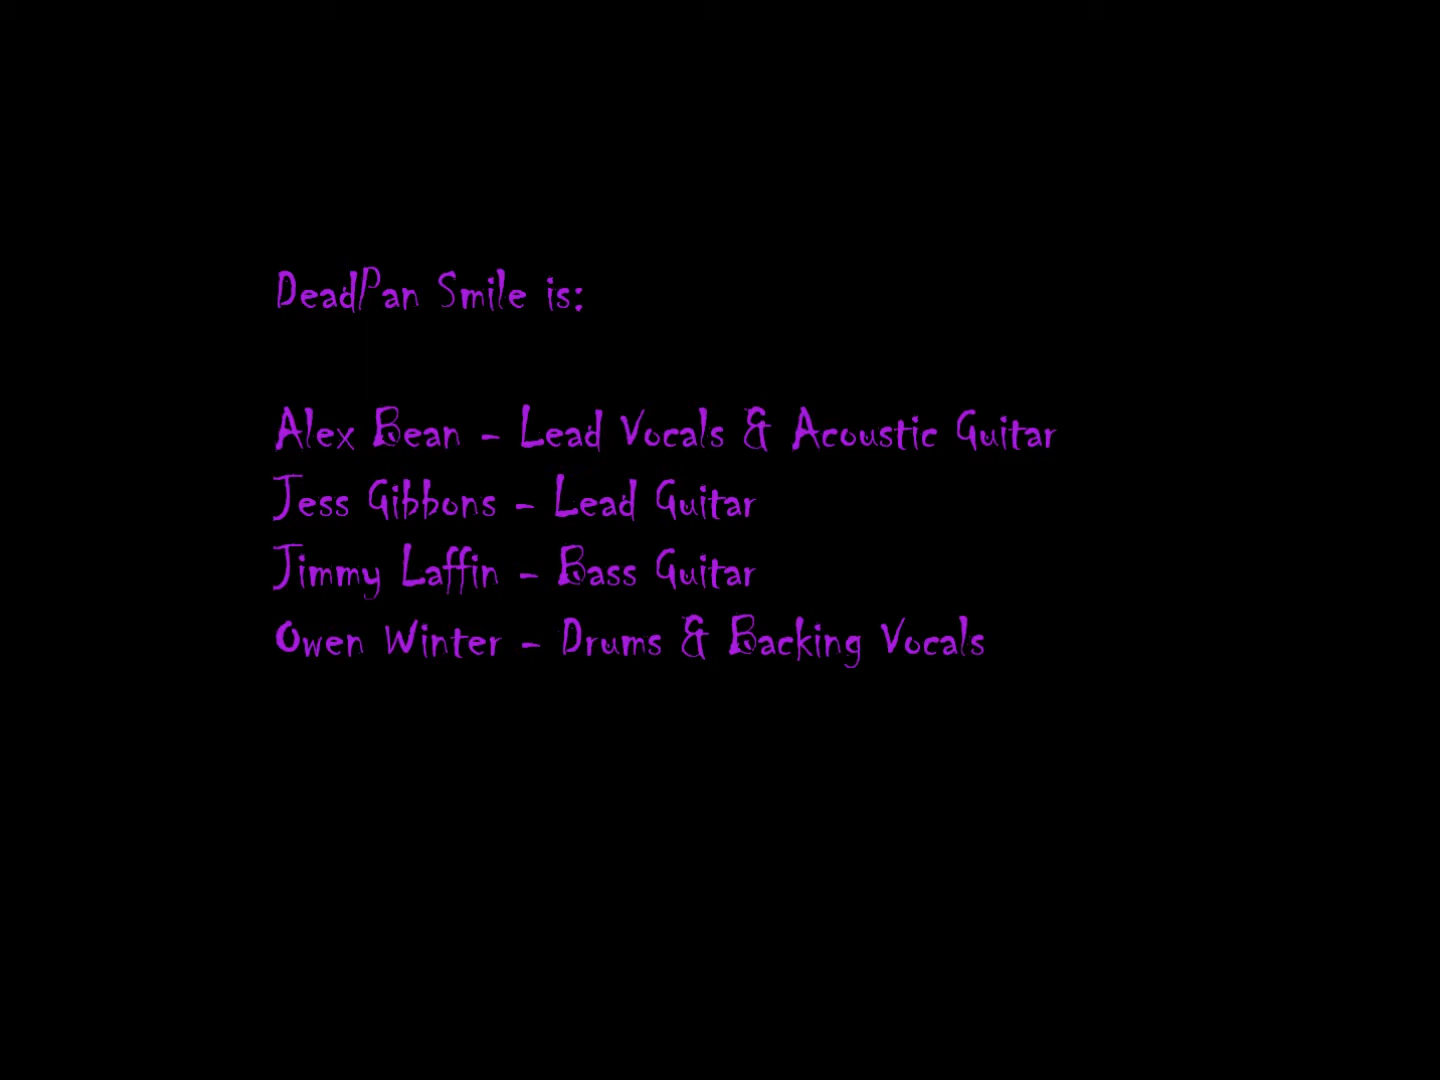 DeadPan Smile is:
Alex Bean - Lead Vocals & Acoustic Guitar
Jess Gibbons - Lead Guitar
Jimmy Laffin - Bass Guitar
Owen Winter - Drums & Backing Vocals